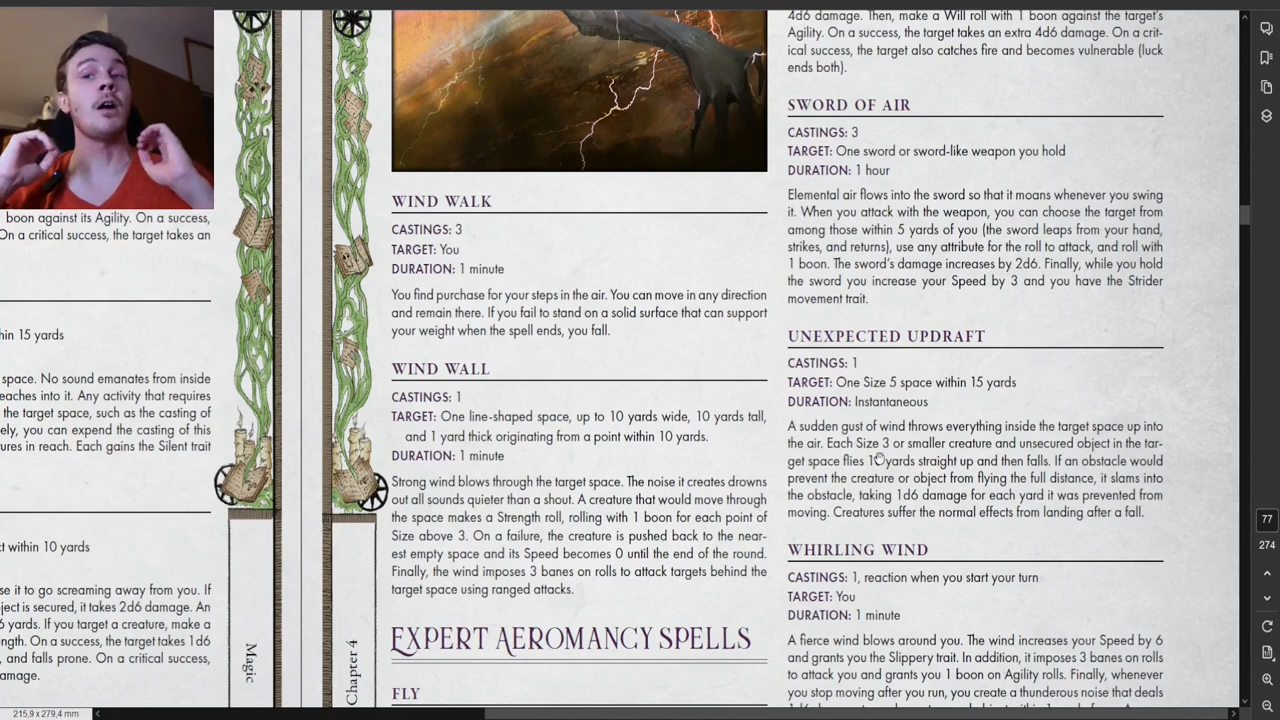 boon against its Agility. On a success,
On a critical success, the target takes an
hin 15 yards
space. No sound emanates from inside
eaches into it. Any activity that requires
the target space, such as the casting of
ely, you can expend the casting of this
ures in reach. Each gains the Silent trait
ct within 10 yards
se it to go screaming away from you. If
bject is secured, it takes 2d6 damage. An
6 yards. If you target a creature, make a
ength. On a success, the target takes 1d6
, and falls prone. On a critical success,
amage.
Magic
Chapter 4
WIND WALK
CASTINGS: 3
TARGET: You
DURATION: 1 minute
You find purchase for your steps in the air. You can move in any direction
and remain there. If you fail to stand on a solid surface that can support
your weight when the spell ends, you fall.
WIND WALL
CASTINGS: 1
TARGET: One line-shaped space, up to 10 yards wide, 10 yards tall,
and 1 yard thick originating from a point within 10 yards.
DURATION: 1 minute
Strong wind blows through the target space. The noise it creates drowns
out all sounds quieter than a shout. A creature that would move through
the space makes a Strength roll, rolling with 1 boon for each point of
Size above 3. On a failure, the creature is pushed back to the near-
est empty space and its Speed becomes 0 until the end of the round.
Finally, the wind imposes 3 banes on rolls to attack targets behind the
target space using ranged attacks.
EXPERT AEROMANCY SPELLS
FLY
4d6 damage. Then, make a Will roll with 1 boon against the target's
Agility. On a success, the target takes an extra 4d6 damage. On a crit-
ical success, the target also catches fire and becomes vulnerable (luck
ends both).
SWORD OF AIR
CASTINGS: 3
TARGET: One sword or sword-like weapon you hold
DURATION: 1 hour
Elemental air flows into the sword so that it moans whenever you swing
it. When you attack with the weapon, you can choose the target from
among those within 5 yards of you (the sword leaps from your hand,
strikes, and returns), use any attribute for the roll to attack, and roll with
1 boon. The sword's damage increases by 2d6. Finally, while you hold
the sword you increase your Speed by 3 and you have the Strider
movement trait.
UNEXPECTED UPDRAFT
CASTINGS: 1
TARGET: One Size 5 space within 15 yards
DURATION: Instantaneous
A sudden gust of wind throws everything inside the target space up into
the air. Each Size 3 or smaller creature and unsecured object in the tar-
get space flies yards straight up and then falls. If an obstacle would
prevent the creature or object from flying the full distance, it slams into
the obstacle, taking 1d6 damage for each yard it was prevented from
moving. Creatures suffer the normal effects from landing after a fall.
WHIRLING WIND
CASTINGS: 1, reaction when you start your turn
TARGET: You
DURATION: 1 minute
A fierce wind blows around you. The wind increases your Speed by 6
and grants you the Slippery trait. In addition, it imposes 3 banes on rolls
to attack you and grants you 1 boon on Agility rolls. Finally, whenever
you stop moving after you run, you create a thunderous noise that deals
77
274
215,9 x 279,4 mm